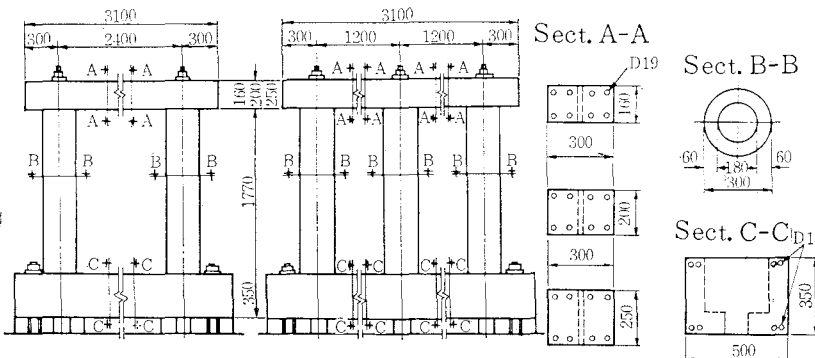 3100
300 2400 300
A A
A A
B B B B
C C
C C
3100
300 1200 1200 300
A A A A
A A A A
B B B B B B
C C C C
C C C C
160
200
250
1770
350
Sect. A-A
D19
160
300
200
300
250
Sect. B-B
60 180 60
300
Sect. C-C
350
500